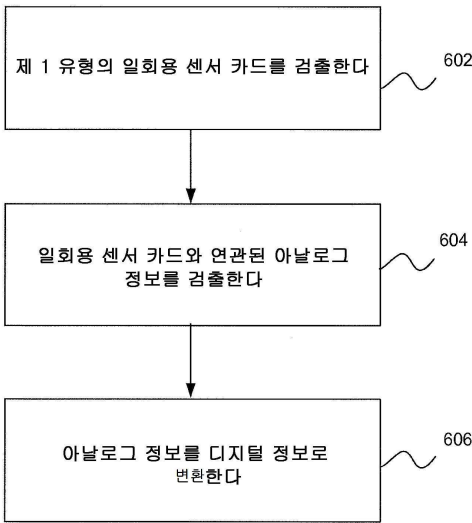 제 1 유형의 일회용 센서 카드를 검출한다
602
일회용 센서 카드와 연관된 아날로그
정보를 검출한다
604
아날로그 정보를 디지털 정보로
변환한다
606